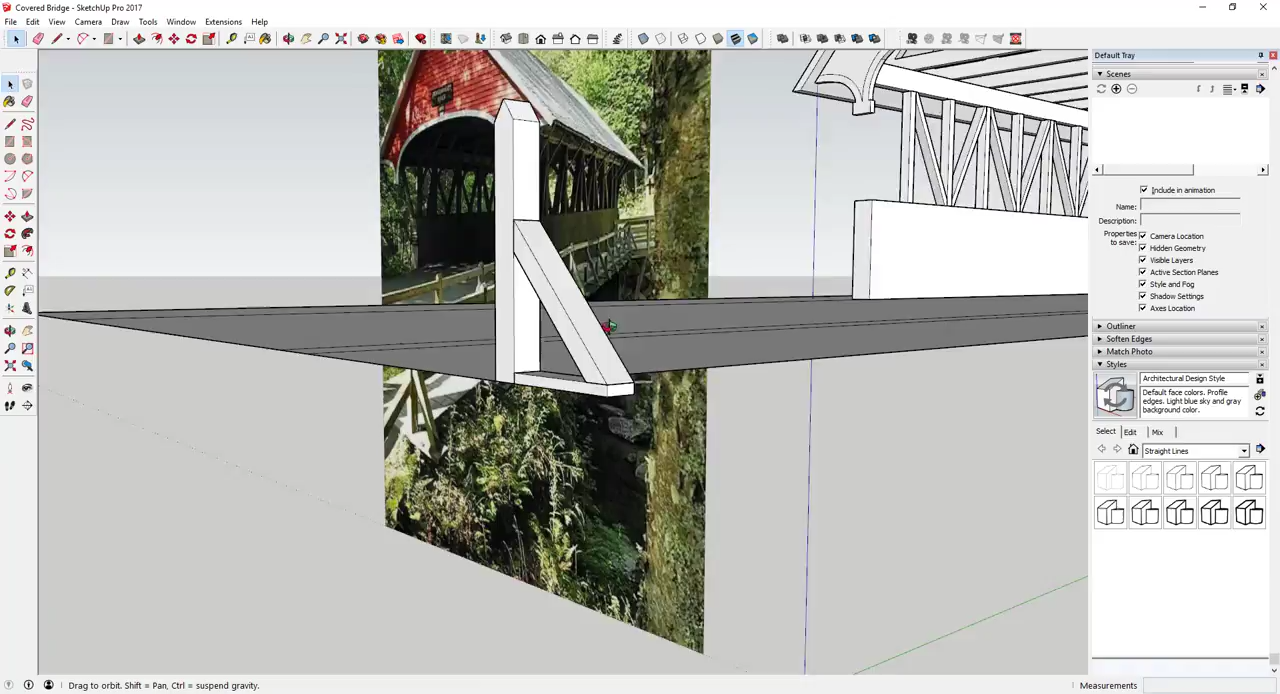 Covered Bridge - SketchUp Pro 2017
File Edit View Camera Draw Tools Window Extensions Help
Default Tray
Scenes
Include in animation
Name:
Description:
Properties to save:
Camera Location
Hidden Geometry
Visible Layers
Active Section Planes
Style and Fog
Shadow Settings
Axes Location
Outliner
Soften Edges
Match Photo
Styles
Architectural Design Style
Default face colors. Profile
edges. Light blue sky and gray
background color.
Select Edit Mix
Straight Lines
Drag to orbit. Shift = Pan, Ctrl = suspend gravity.
Measurements